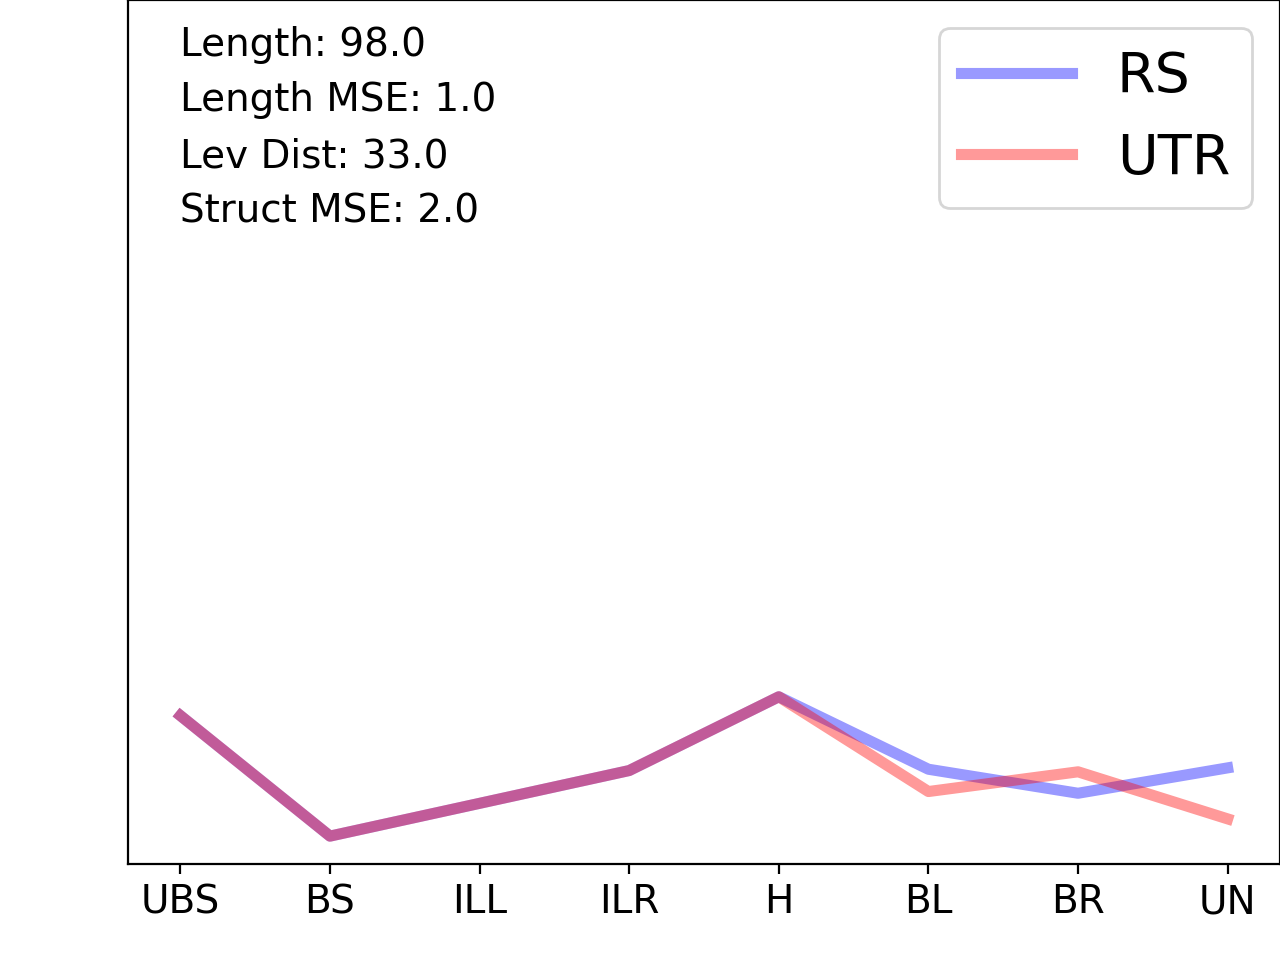 Length: 98.0
Length MSE: 1.0
Lev Dist: 33.0
Struct MSE: 2.0
RS
UTR
UBS BS ILL ILR H BL BR UN